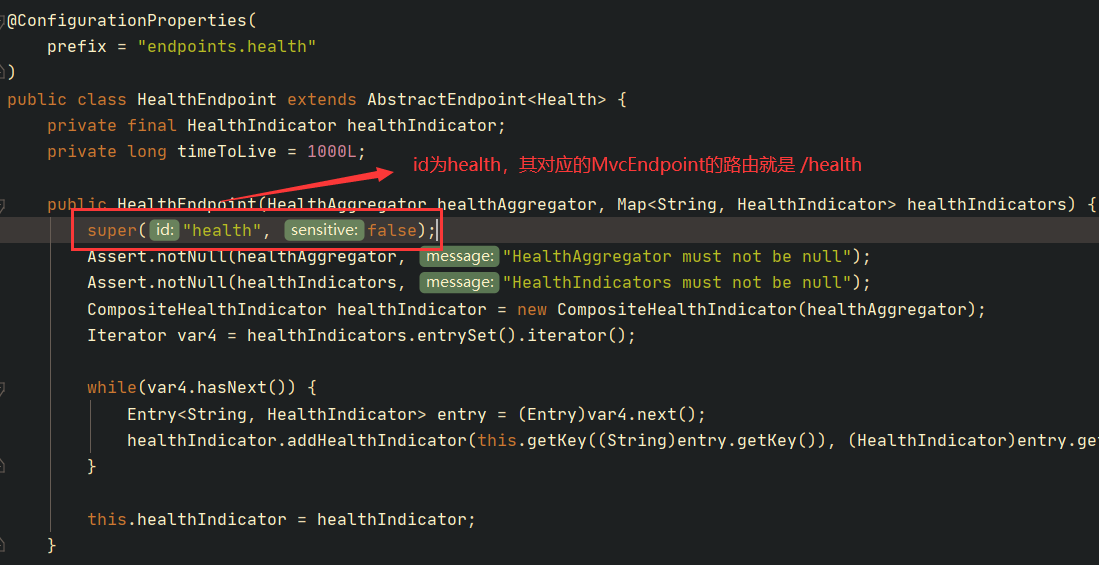 @ConfigurationProperties(
prefix = "endpoints.health"
)
public class HealthEndpoint extends AbstractEndpoint<Health> {
private final HealthIndicator healthIndicator;
private long timeToLive = 1000L;
id为health，其对应的MvcEndpoint的路由就是 /health
public HealthEndpoint(HealthAggregator healthAggregator, Map<String, HealthIndicator> healthIndicators) {
super( id: "health", sensitive: false);
Assert.notNull(healthAggregator, message: "HealthAggregator must not be null");
Assert.notNull(healthIndicators, message: "HealthIndicators must not be null");
CompositeHealthIndicator healthIndicator = new CompositeHealthIndicator(healthAggregator);
Iterator var4 = healthIndicators.entrySet().iterator();
while(var4.hasNext()) {
Entry<String, HealthIndicator> entry = (Entry)var4.next();
healthIndicator.addHealthIndicator(this.getKey((String)entry.getKey()), (HealthIndicator)entry.ge
}
this.healthIndicator = healthIndicator;
}